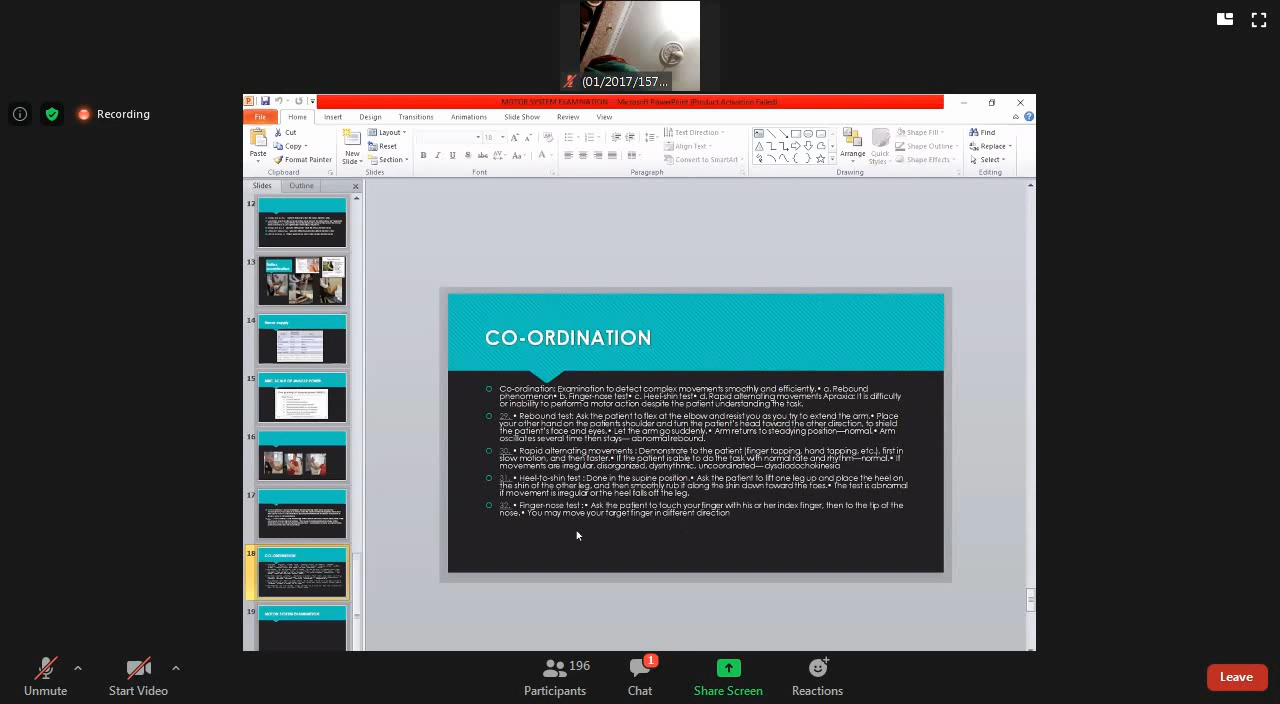 (01/2017/157...
Recording
MOTOR SYSTEM EXAMINATION - Microsoft PowerPoint (Product Activation Failed)
File Home Insert Design Transitions Animations Slide Show Review View
Cut
Copy
Format Painter
Paste
Clipboard
New
Slide
Layout
Reset
Section
Slides
18
Font
Text Direction
Align Text
Convert to SmartArt
Paragraph
Arrange
Quick
Styles
Shape Fill
Shape Outline
Shape Effects
Drawing
Find
Replace
Select
Editing
Slides Outline
12
13
14
15
16
17
18
CO-ORDINATION
19
MOTOR SYSTEM EXAMINATION
CO-ORDINATION
Co-ordination: Examination to detect complex movements smoothly and efficiently.• a. Rebound
phenomenon• b. Finger-nose test• c. Heel-shin test• d. Rapid alternating movements Apraxia: It is difficulty
or inability to perform a motor action despite the patient understanding the task.
29. • Rebound test: Ask the patient to flex at the elbow and resist you as you try to extend the arm.• Place
your other hand on the patients shoulder and turn the patient's head toward the other direction, to shield
the patient's face and eyes.• Let the arm go suddenly.• Arm returns to steadying position—normal.• Arm
oscillates several time then stays— abnormal rebound.
30. • Rapid alternating movements : Demonstrate to the patient (finger tapping, hand tapping, etc.), first in
slow motion, and then faster.• If the patient is able to do the task with normal rate and rhythm—normal.• If
movements are irregular, disorganized, dysrhythmic, uncoordinated— dysdiadochokinesia
31. • Heel-to-shin test : Done in the supine position.• Ask the patient to lift one leg up and place the heel on
the shin of the other leg, and then smoothly rub it along the shin down toward the toes.• The test is abnormal
if movement is irregular or the heel falls off the leg.
32. • Finger-nose test : • Ask the patient to touch your finger with his or her index finger, then to the tip of the
nose.• You may move your target finger in different direction
Unmute
Start Video
196
Participants
1
Chat
Share Screen
Reactions
Leave